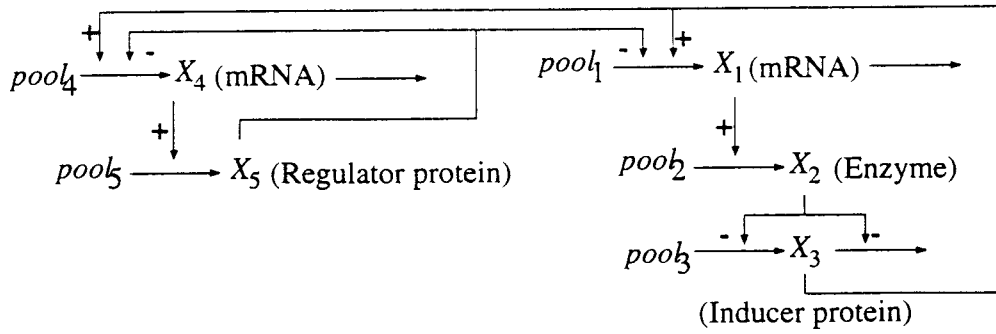 + - - +
pool4 X4 (mRNA) pool1 X1 (mRNA)
+ +
pool5 X5 (Regulator protein) pool2 X2 (Enzyme)
- -
pool3 X3
(Inducer protein)